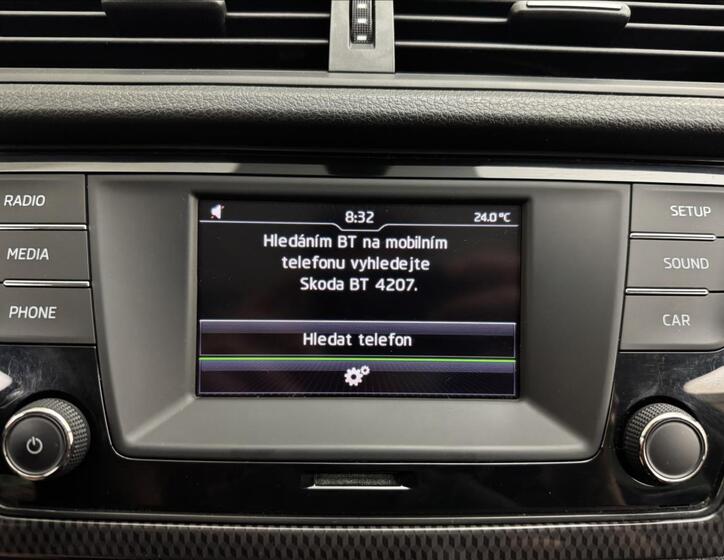 RADIO
MEDIA
PHONE
8:32
24.0°C
Hledáním BT na mobilním
telefonu vyhledejte
Skoda BT 4207.
Hledat telefon
SETUP
SOUND
CAR